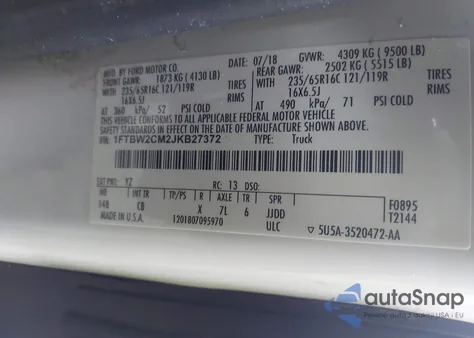 MFD. BY FORD MOTOR CO.
07/18 GVWR: 4309 KG ( 9500 LB)
FRONT GAWR: 1873 KG ( 4130 LB) REAR GAWR: 2502 KG ( 5515 LB)
WITH TIRES WITH TIRES
235/65R16C 121/119R 235/65R16C 121/119R
16X6.5J RIMS 16X6.5J RIMS
AT 360 kPa/ 52 PSI COLD AT 490 kPa/ 71 PSI COLD
THIS VEHICLE CONFORMS TO ALL APPLICABLE FEDERAL MOTOR VEHICLE
SAFETY STANDARDS IN EFFECT ON THE DATE OF MANUFACTURE SHOWN ABOVE.
VIN: 1FTBW2CM2JKB27372 TYPE: Truck
EXT PNT: YZ RC: 13 DSO:
WB INT TR TP/PS R AXLE TR SPR
148 CB X 7L 6 JJDD
F0895
T2144
MADE IN U.S.A. 1201807095970 ULC
5U5A-3520472-AA
autoSnap